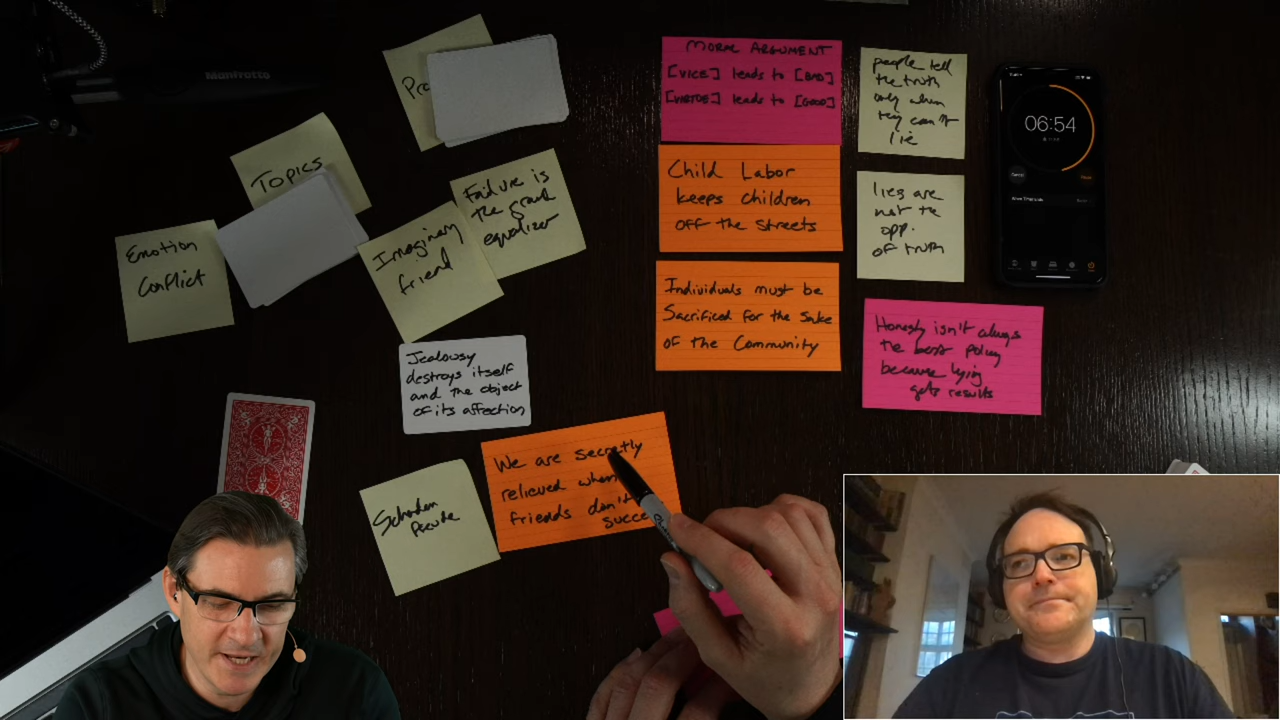 Manfrotto
Pro
Topics
Emotion
Conflict
Imaginary
friend
Failure is
the grand
equalizer
Jealousy
destroys itself
and the object
of its affection
Schaden
Freude
We are secretly
relieved when
friends don't
succe
MORAL ARGUMENT
[VICE] leads to [BAD]
[VIRTUE] leads to [GOOD]
Child Labor
keeps children
off the streets
Individuals must be
Sacrificed for the Sake
of the Community
people tell
the truth
only when
they can't
lie
lies are
not the
opp.
of truth
Honesty isn't always
the best policy
because lying
gets results
06:54